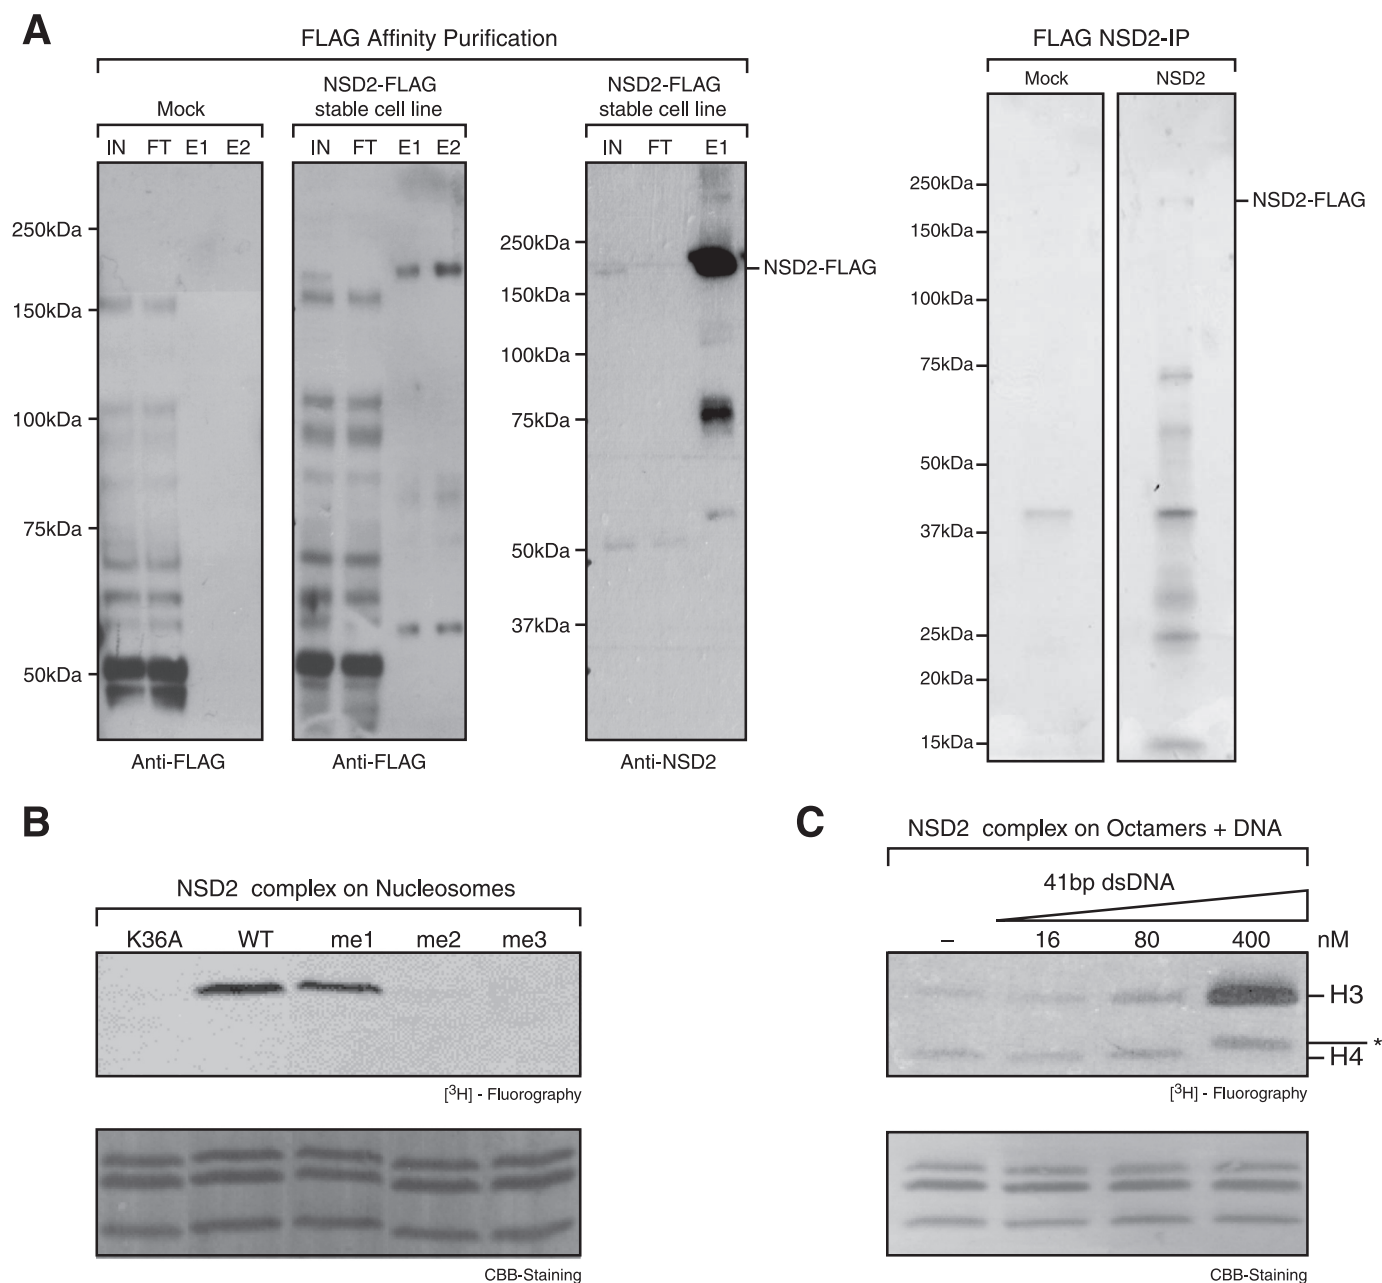 A
FLAG Affinity Purification
Mock
NSD2-FLAG
stable cell line
NSD2-FLAG
stable cell line
IN FT E1 E2
IN FT E1 E2
IN FT E1
250kDa
150kDa
100kDa
75kDa
50kDa
250kDa
150kDa
100kDa
75kDa
50kDa
37kDa
NSD2-FLAG
Anti-FLAG
Anti-FLAG
Anti-NSD2
FLAG NSD2-IP
Mock
NSD2
250kDa
150kDa
100kDa
75kDa
50kDa
37kDa
25kDa
20kDa
15kDa
NSD2-FLAG
B
NSD2 complex on Nucleosomes
K36A WT me1 me2 me3
[³H] - Fluorography
CBB-Staining
C
NSD2 complex on Octamers + DNA
41bp dsDNA
– 16 80 400 nM
H3
*
H4
[³H] - Fluorography
CBB-Staining